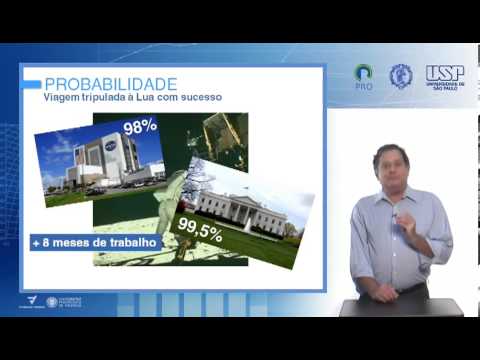 PROBABILIDADE
Viagem tripulada à Lua com sucesso
98%
NASA
99,5%
+ 8 meses de trabalho
PRO
USP
UNIVERSIDADE DE
SÃO PAULO